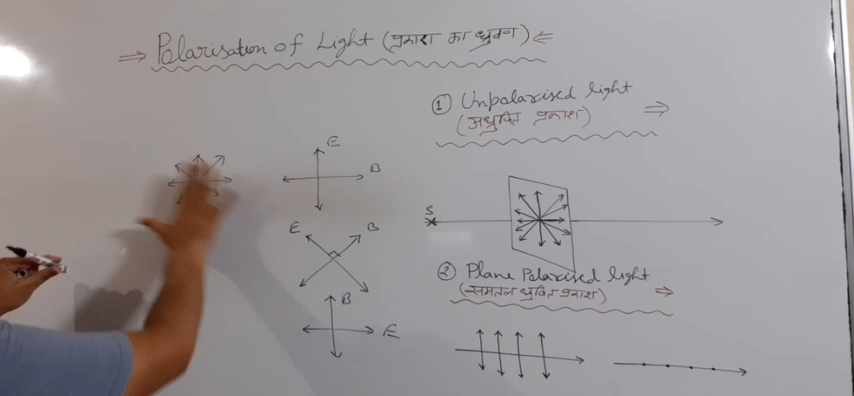 ⇒ Polarisation of Light (प्रकाश का ध्रुवण) ⇐
① Unpolarised light ⇒
(अध्रुवित प्रकाश)
E
B
E
B
B
E
S
② Plane Polarised light
(समतल ध्रुवित प्रकाश) ⇒